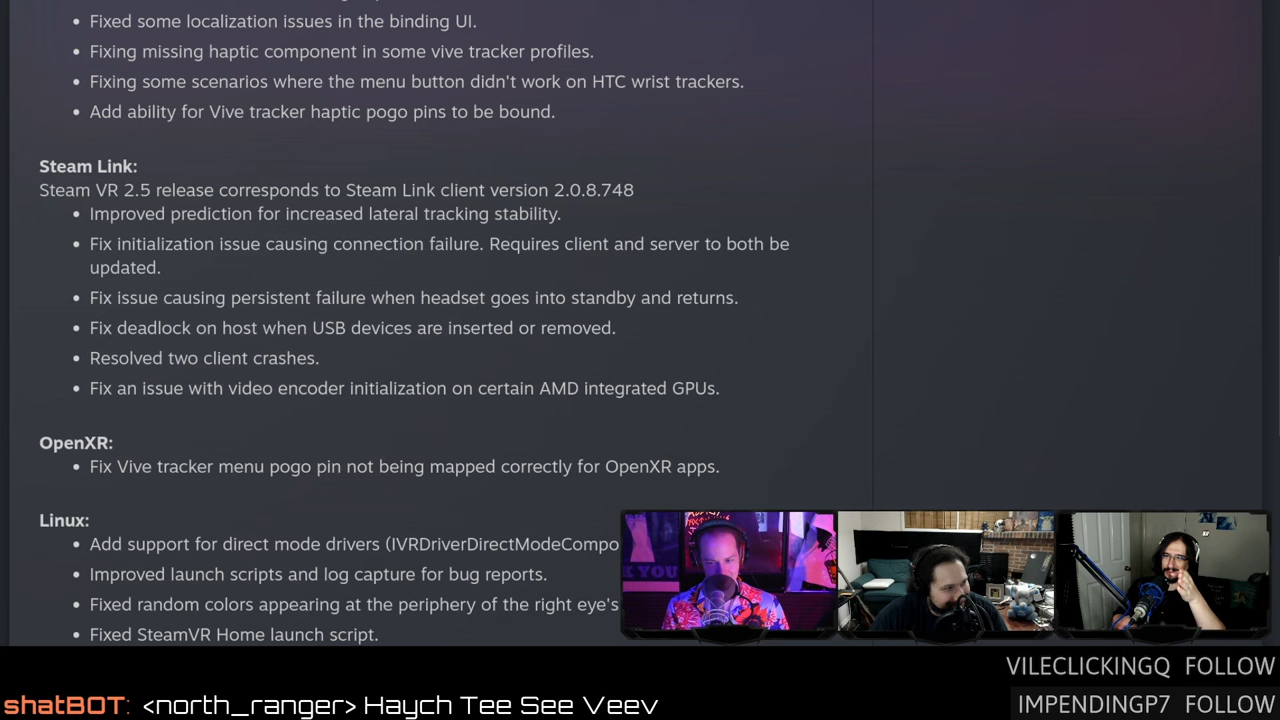 Fixed some localization issues in the binding UI.
Fixing missing haptic component in some vive tracker profiles.
Fixing some scenarios where the menu button didn't work on HTC wrist trackers.
Add ability for Vive tracker haptic pogo pins to be bound.
Steam Link:
Steam VR 2.5 release corresponds to Steam Link client version 2.0.8.748
Improved prediction for increased lateral tracking stability.
Fix initialization issue causing connection failure. Requires client and server to both be
updated.
Fix issue causing persistent failure when headset goes into standby and returns.
Fix deadlock on host when USB devices are inserted or removed.
Resolved two client crashes.
Fix an issue with video encoder initialization on certain AMD integrated GPUs.
OpenXR:
Fix Vive tracker menu pogo pin not being mapped correctly for OpenXR apps.
Linux:
Add support for direct mode drivers (IVRDriverDirectModeCompo
Improved launch scripts and log capture for bug reports.
Fixed random colors appearing at the periphery of the right eye's
Fixed SteamVR Home launch script.
K YOU
VILECLICKINGQ FOLLOW
shatBOT: <north_ranger> Haych Tee See Veev
IMPENDINGP7 FOLLOW